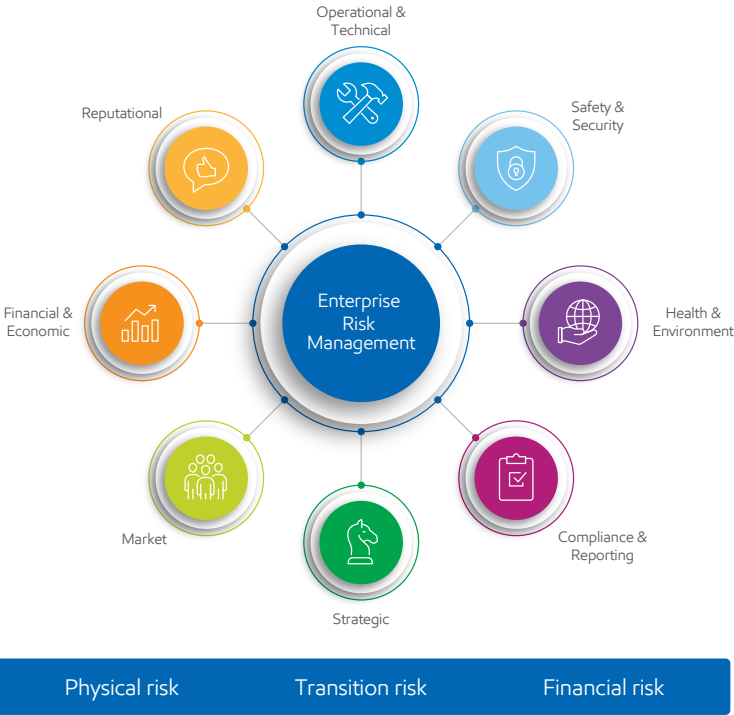 Operational &
Technical
Reputational
Safety &
Security
Enterprise
Risk
Management
Financial &
Economic
Health &
Environment
Market
Compliance &
Reporting
Strategic
Physical risk
Transition risk
Financial risk